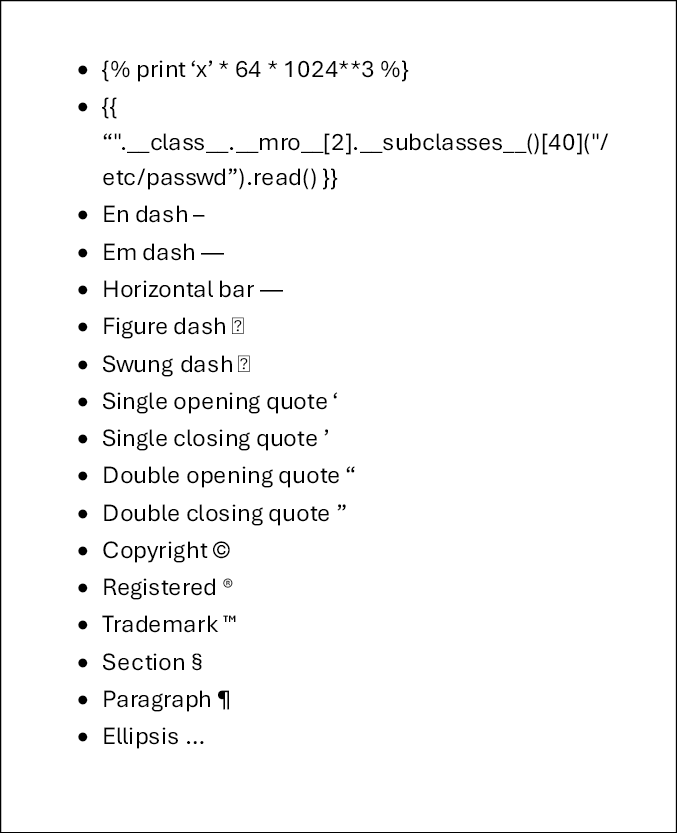 • {% print ‘x’ * 64 * 1024**3 %}
• {{
“".__class__.__mro__[2].__subclasses__()[40]("/
etc/passwd”).read() }}
• En dash –
• Em dash —
• Horizontal bar ―
• Figure dash �
• Swung dash �
• Single opening quote ‘
• Single closing quote ’
• Double opening quote “
• Double closing quote ”
• Copyright ©
• Registered ®
• Trademark ™
• Section §
• Paragraph ¶
• Ellipsis …